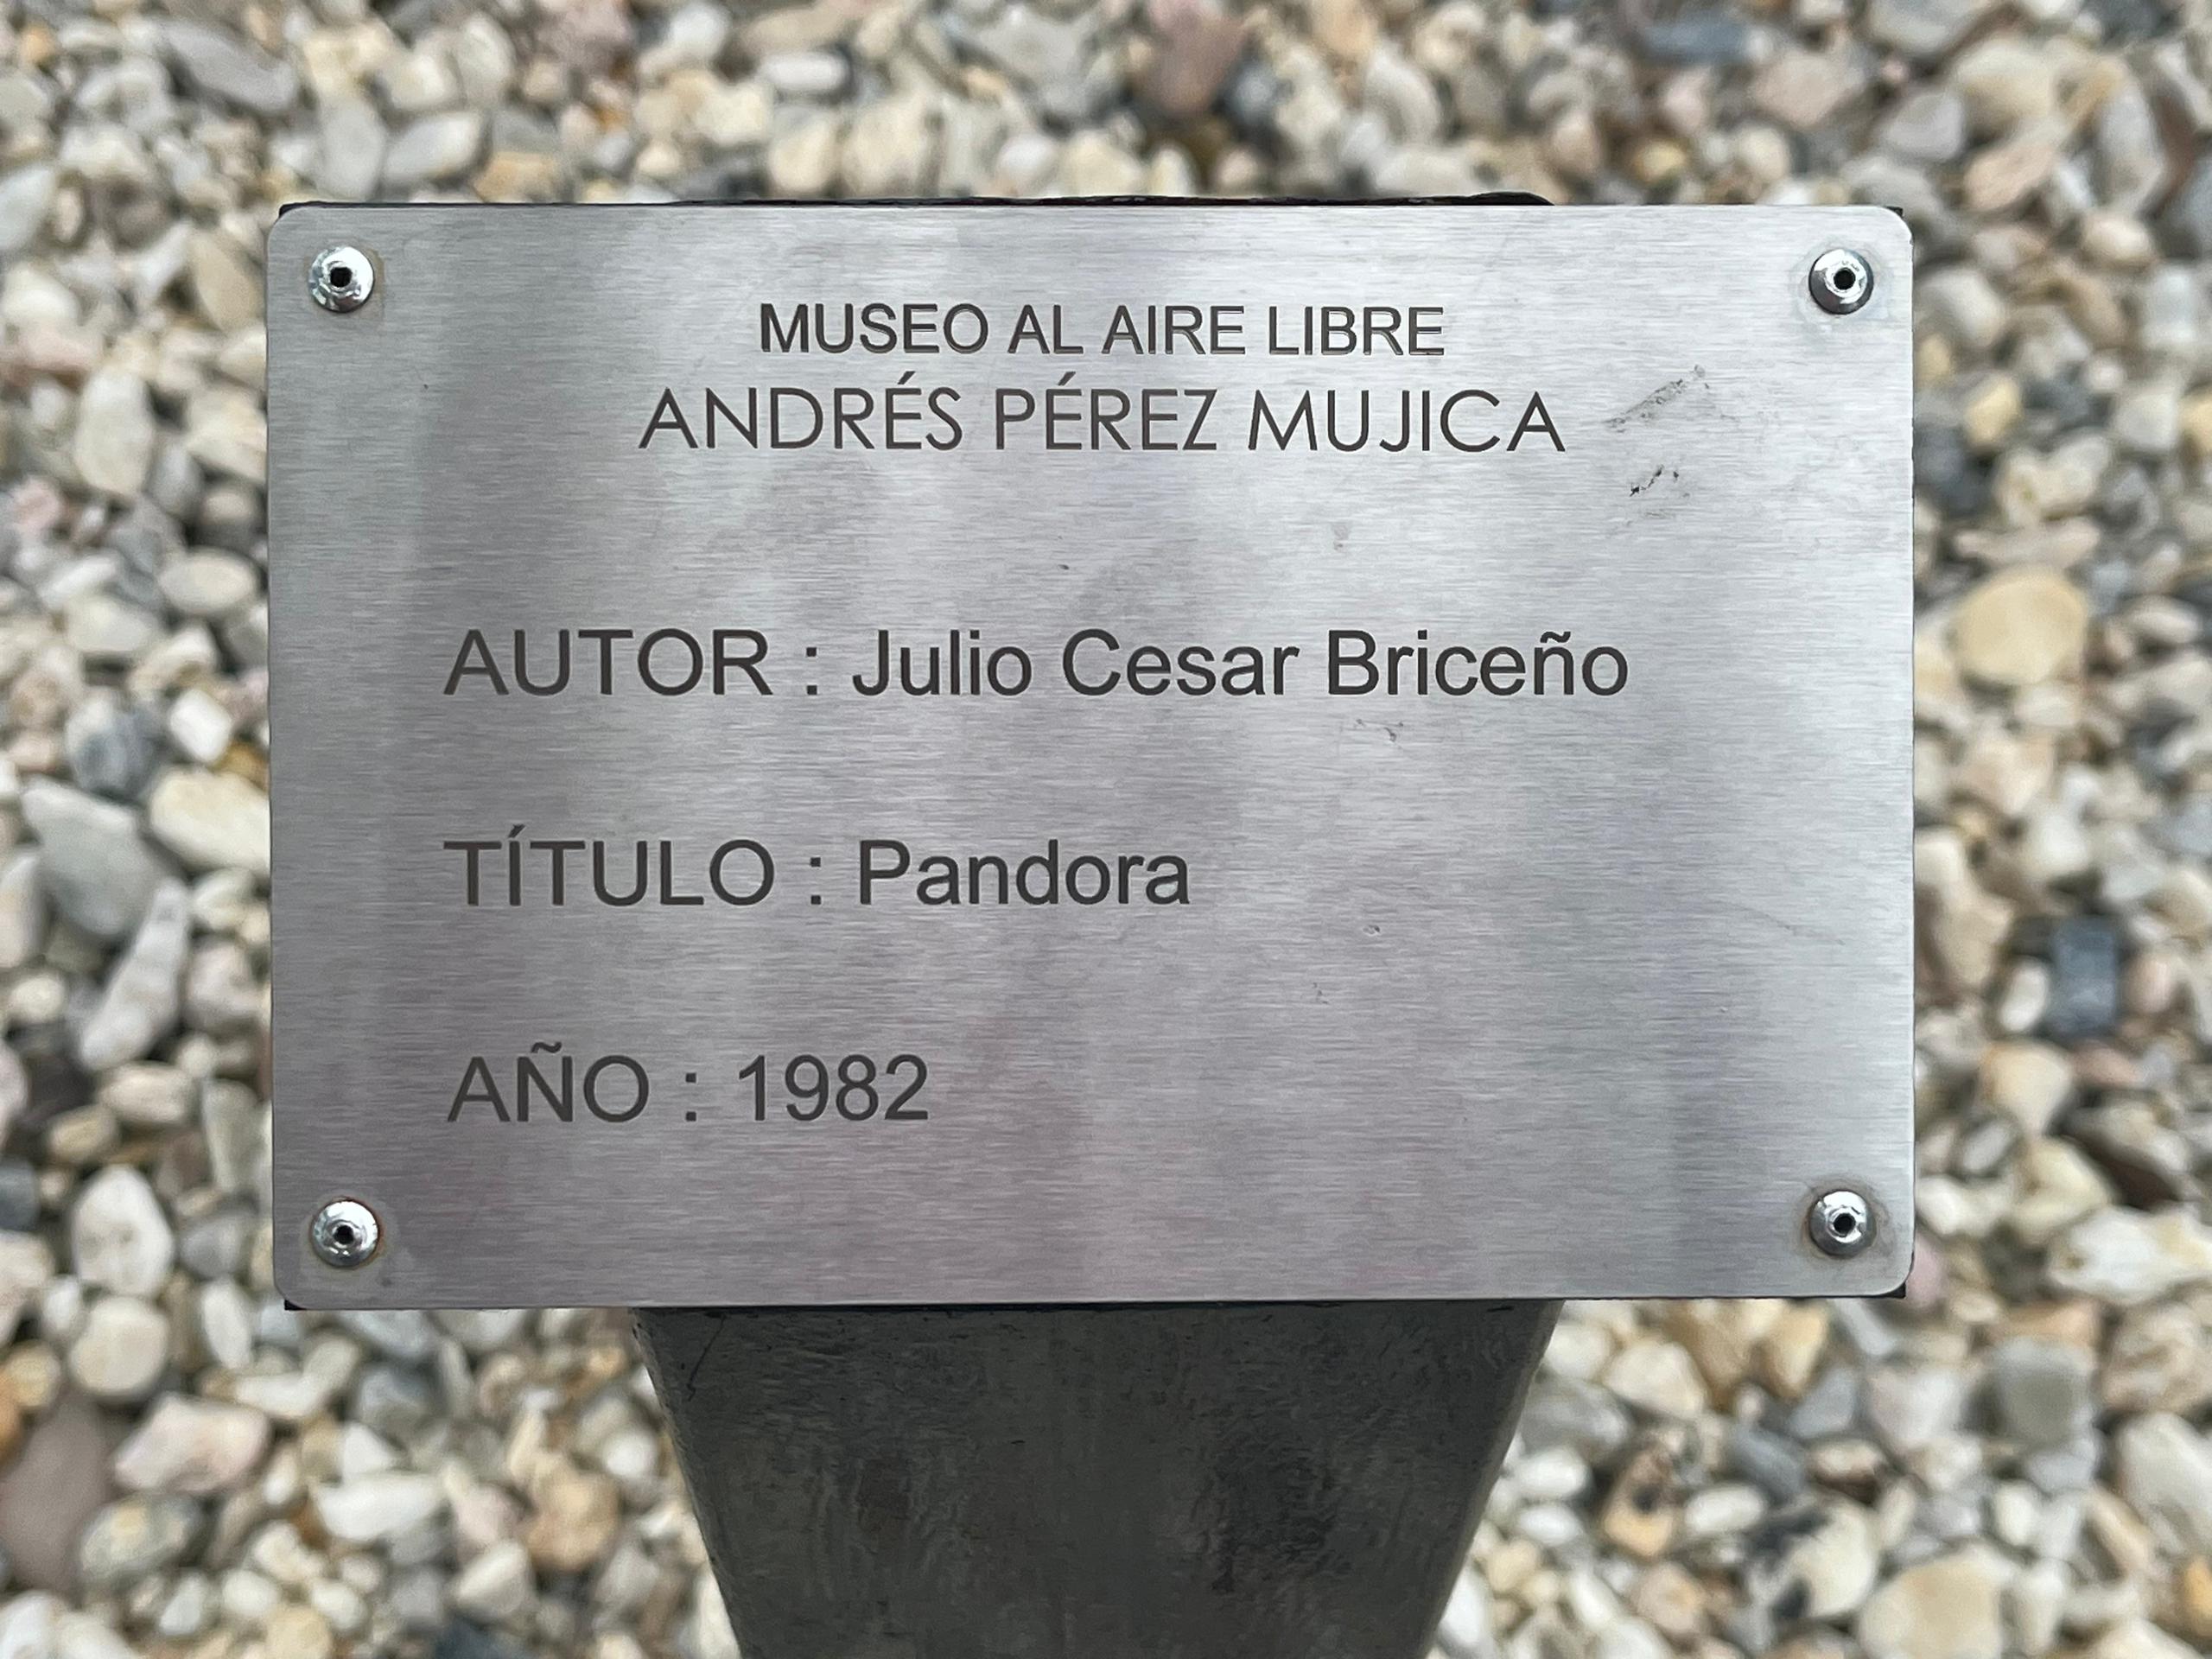 MUSEO AL AIRE LIBRE
ANDRÉS PÉREZ MUJICA
AUTOR : Julio Cesar Briceño
TÍTULO : Pandora
AÑO : 1982